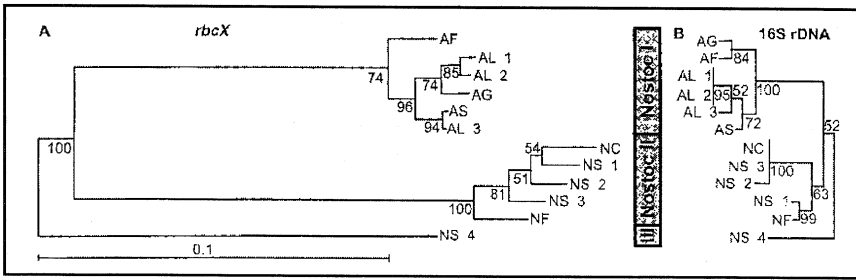 A
rbcX
AF
AL 1
AL 2
AG
AS
AL 3
74
85
74
96
94
100
NC
NS 1
NS 2
NS 3
NF
54
51
81
100
NS 4
0.1
Nostoc I
Nostoc II
III
B
16S rDNA
AG
AF
84
AL 1
AL 2
AL 3
AS
95
52
72
100
52
NC
NS 3
NS 2
100
NS 1
NF
99
63
NS 4